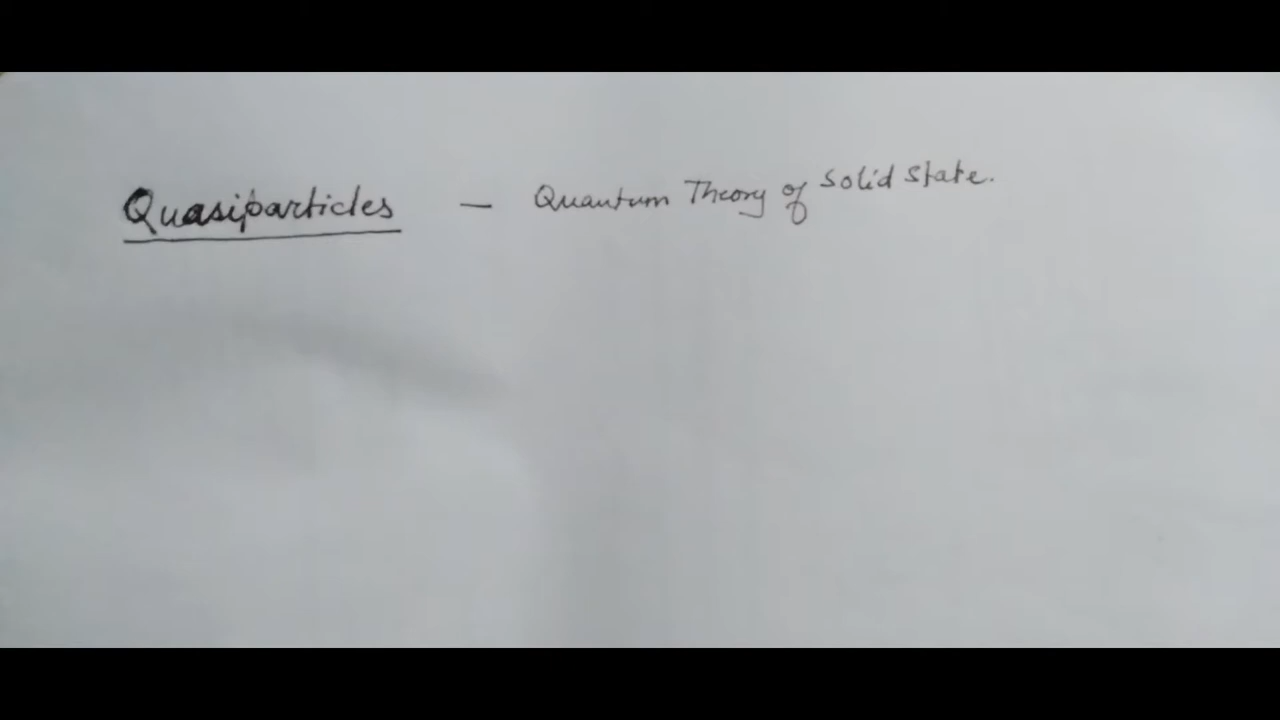 Quasiparticles — Quantum Theory of Solid State.